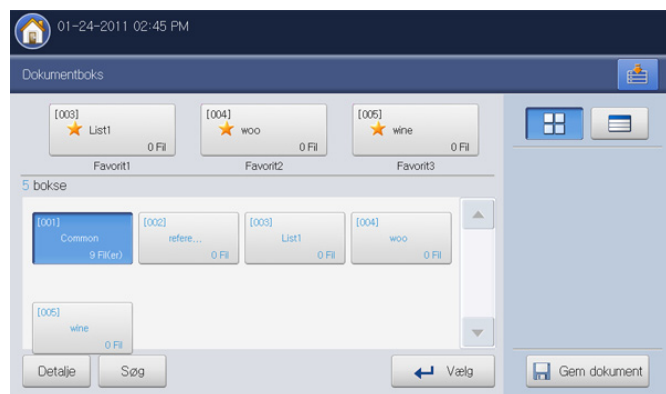 01-24-2011 02:45 PM
Dokumentboks
[003] [004] [005]
List1 woo wine
0 Fil 0 Fil 0 Fil
Favorit1 Favorit2 Favorit3
5 bokse
[001] [002] [003] [004]
Common refere... List1 woo
9 Fil(er) 0 Fil 0 Fil 0 Fil
[005]
wine
0 Fil
Detalje Søg Vælg Gem dokument